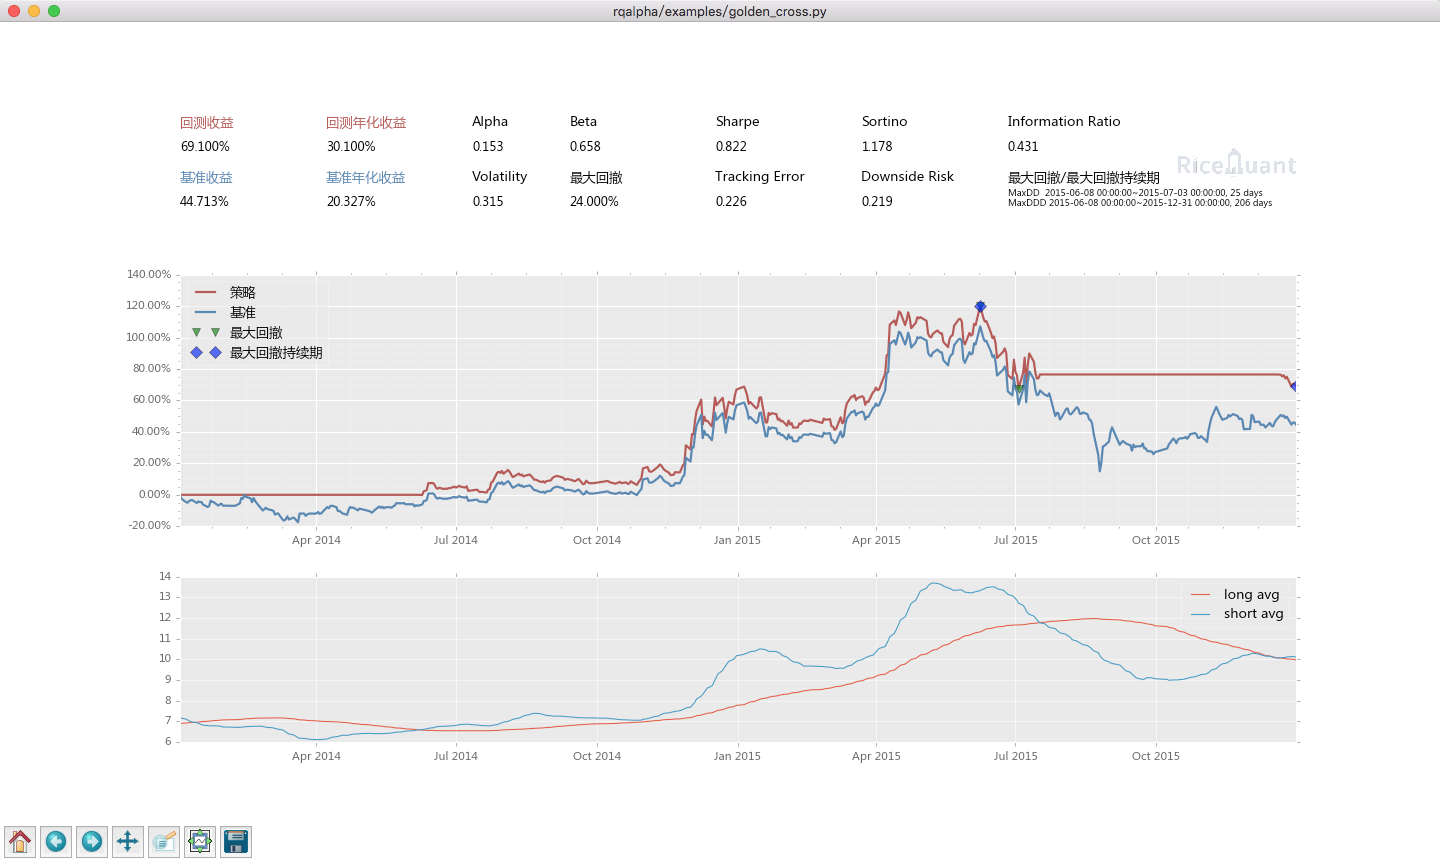 rqalpha/examples/golden_cross.py
回测收益 回测年化收益 Alpha Beta Sharpe Sortino Information Ratio
69.100% 30.100% 0.153 0.658 0.822 1.178 0.431
RiceQuant
基准收益 基准年化收益 Volatility 最大回撤 Tracking Error Downside Risk 最大回撤/最大回撤持续期
44.713% 20.327% 0.315 24.000% 0.226 0.219
MaxDD 2015-06-08 00:00:00~2015-07-03 00:00:00, 25 days
MaxDDD 2015-06-08 00:00:00~2015-12-31 00:00:00, 206 days
140.00%
120.00%
100.00%
80.00%
60.00%
40.00%
20.00%
0.00%
-20.00%
策略
基准
最大回撤
最大回撤持续期
Apr 2014 Jul 2014 Oct 2014 Jan 2015 Apr 2015 Jul 2015 Oct 2015
14
13
12
11
10
9
8
7
6
long avg
short avg
Apr 2014 Jul 2014 Oct 2014 Jan 2015 Apr 2015 Jul 2015 Oct 2015